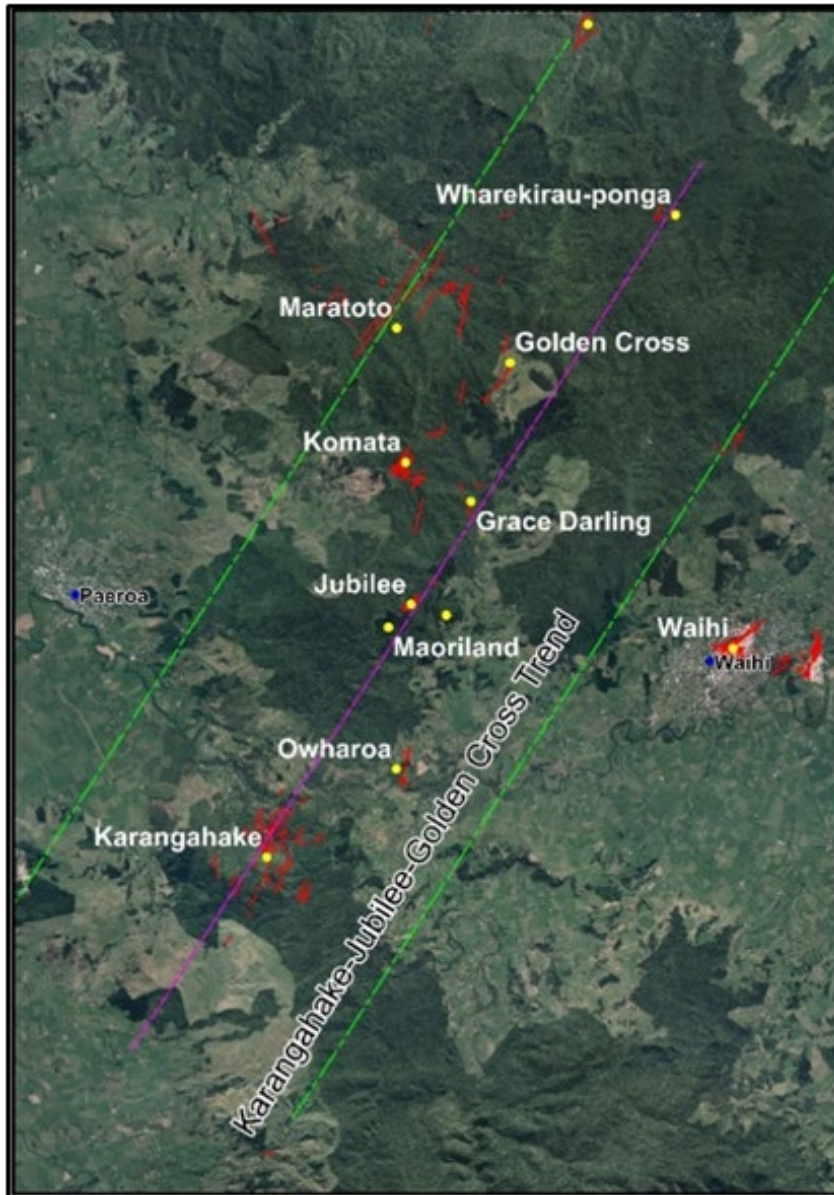 Wharekirau-ponga
Maratoto
Golden Cross
Komata
Grace Darling
Jubilee
Paeroa
Maoriland
Waihi
Waihi
Owharoa
Karangahake
Karangahake-Jubilee-Golden Cross Trend